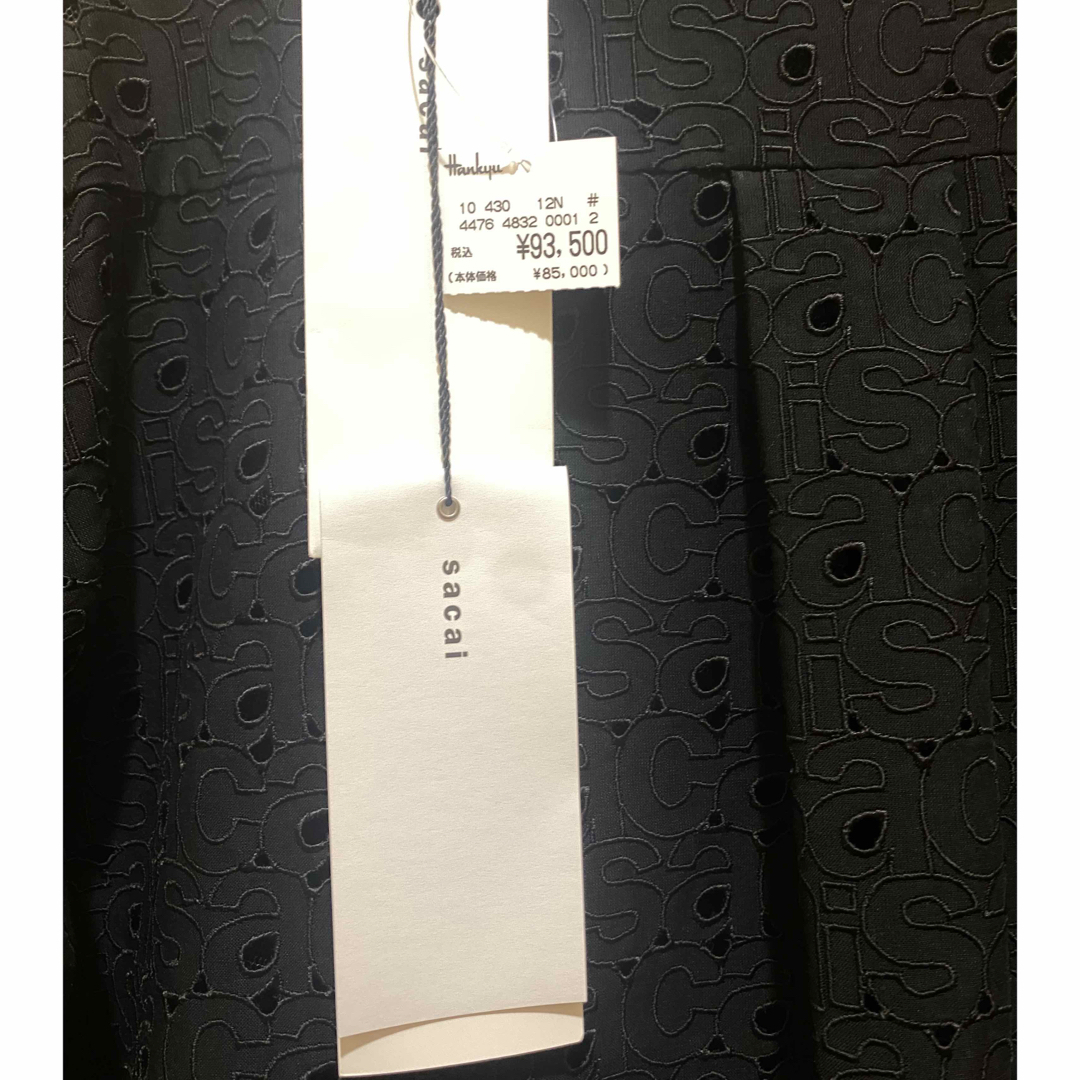 sacai
Hankyu
10 430 12N #
4476 4832 0001 2
税込 ¥93,500
(本体価格 ¥85,000)
sacai